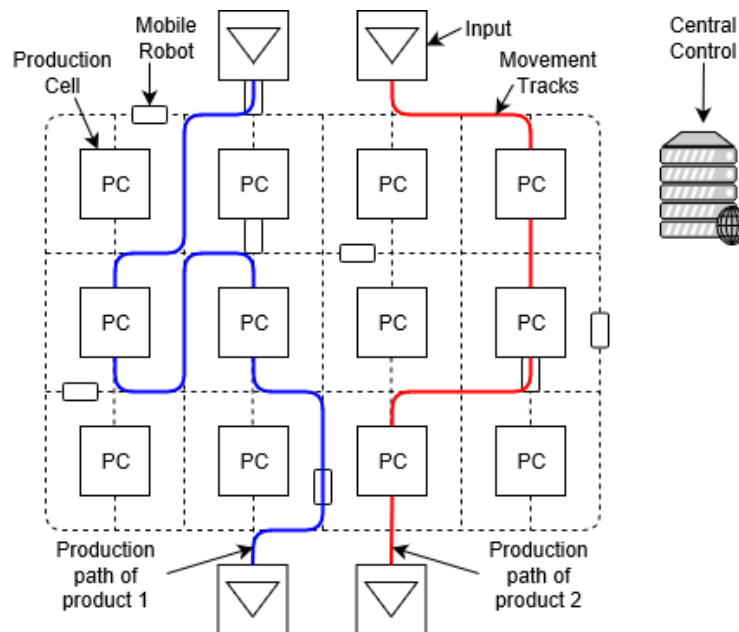 Mobile
Robot
Input
Central
Control
Production
Cell
Movement
Tracks
PC
PC
PC
PC
PC
PC
PC
PC
PC
PC
PC
PC
Production
path of
product 1
Production
path of
product 2